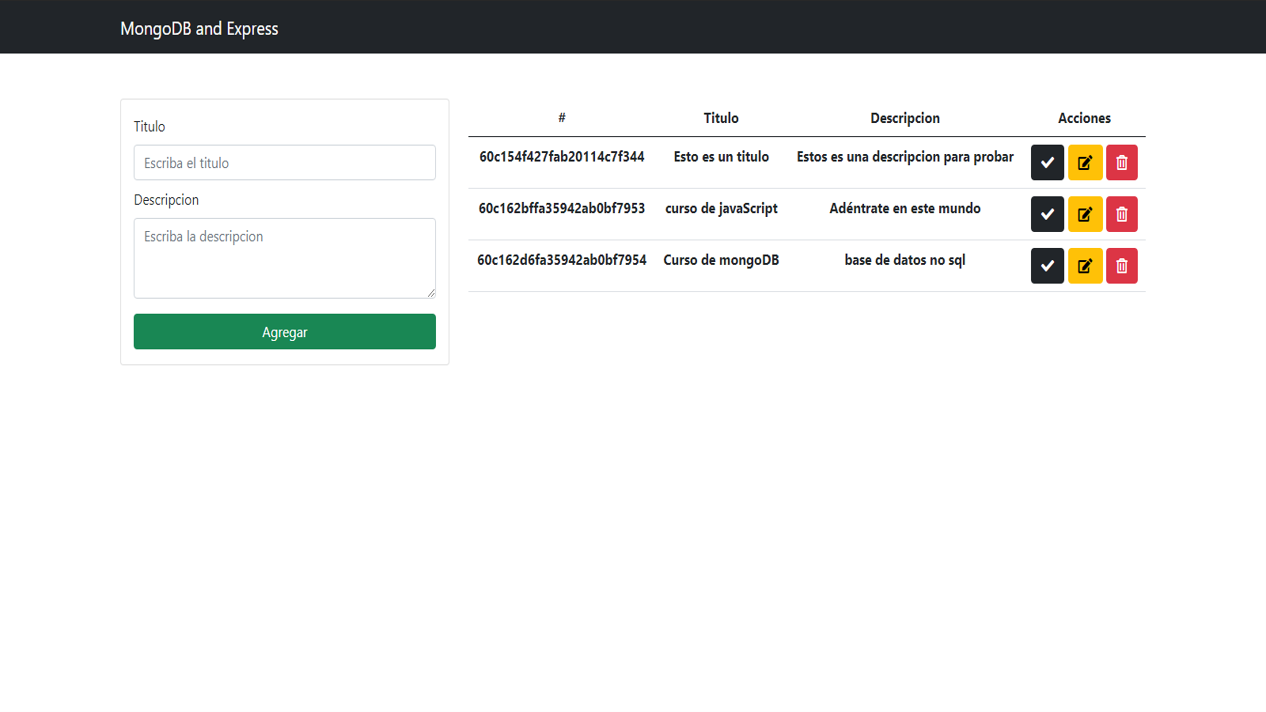 MongoDB and Express
Titulo
Escriba el titulo
Descripcion
Escriba la descripcion
Agregar
# Titulo Descripcion Acciones
60c154f427fab20114c7f344 Esto es un titulo Estos es una descripcion para probar
60c162bffa35942ab0bf7953 curso de javaScript Adéntrate en este mundo
60c162d6fa35942ab0bf7954 Curso de mongoDB base de datos no sql